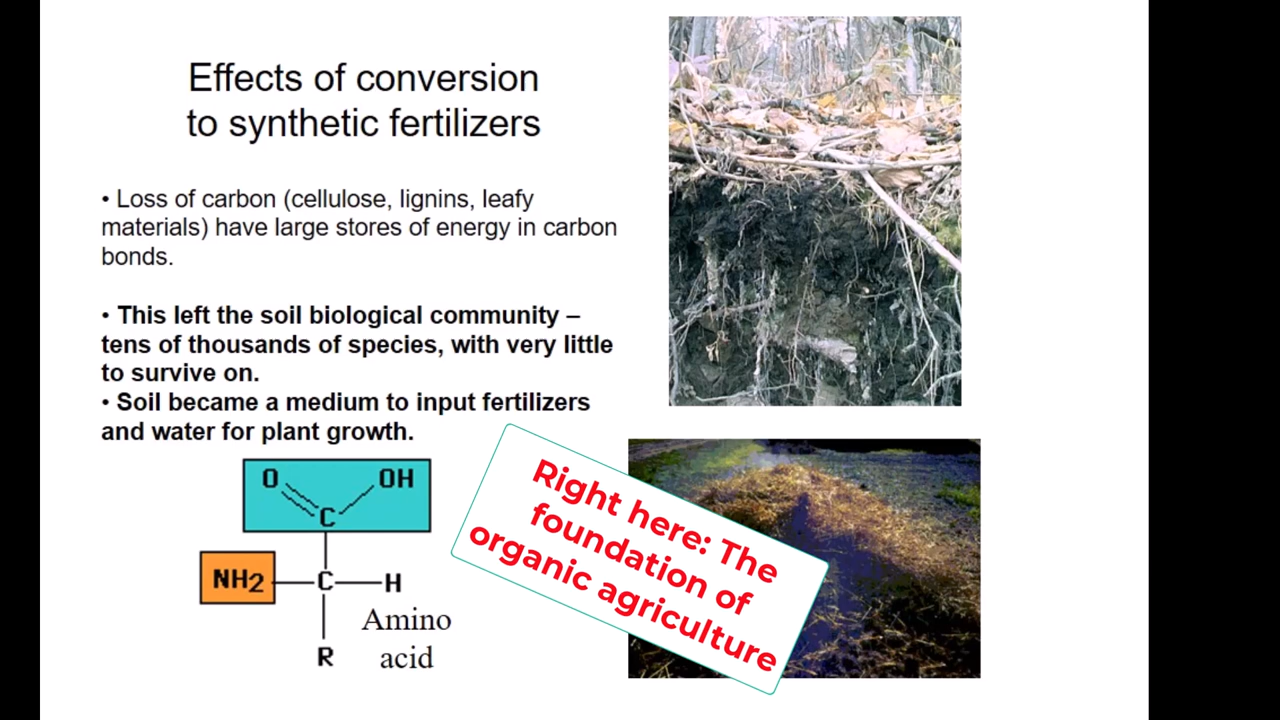 Effects of conversion
to synthetic fertilizers
• Loss of carbon (cellulose, lignins, leafy
materials) have large stores of energy in carbon
bonds.
• This left the soil biological community –
tens of thousands of species, with very little
to survive on.
• Soil became a medium to input fertilizers
and water for plant growth.
O OH
C
NH2 C H
R
Amino
acid
Right here: The
foundation of
organic agriculture